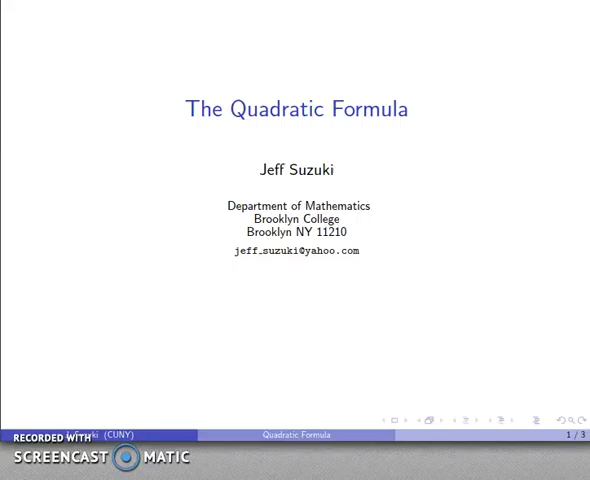 The Quadratic Formula
Jeff Suzuki
Department of Mathematics
Brooklyn College
Brooklyn NY 11210
jeff_suzuki@yahoo.com
(CUNY)
Quadratic Formula
1 / 3
RECORDED WITH
SCREENCAST MATIC